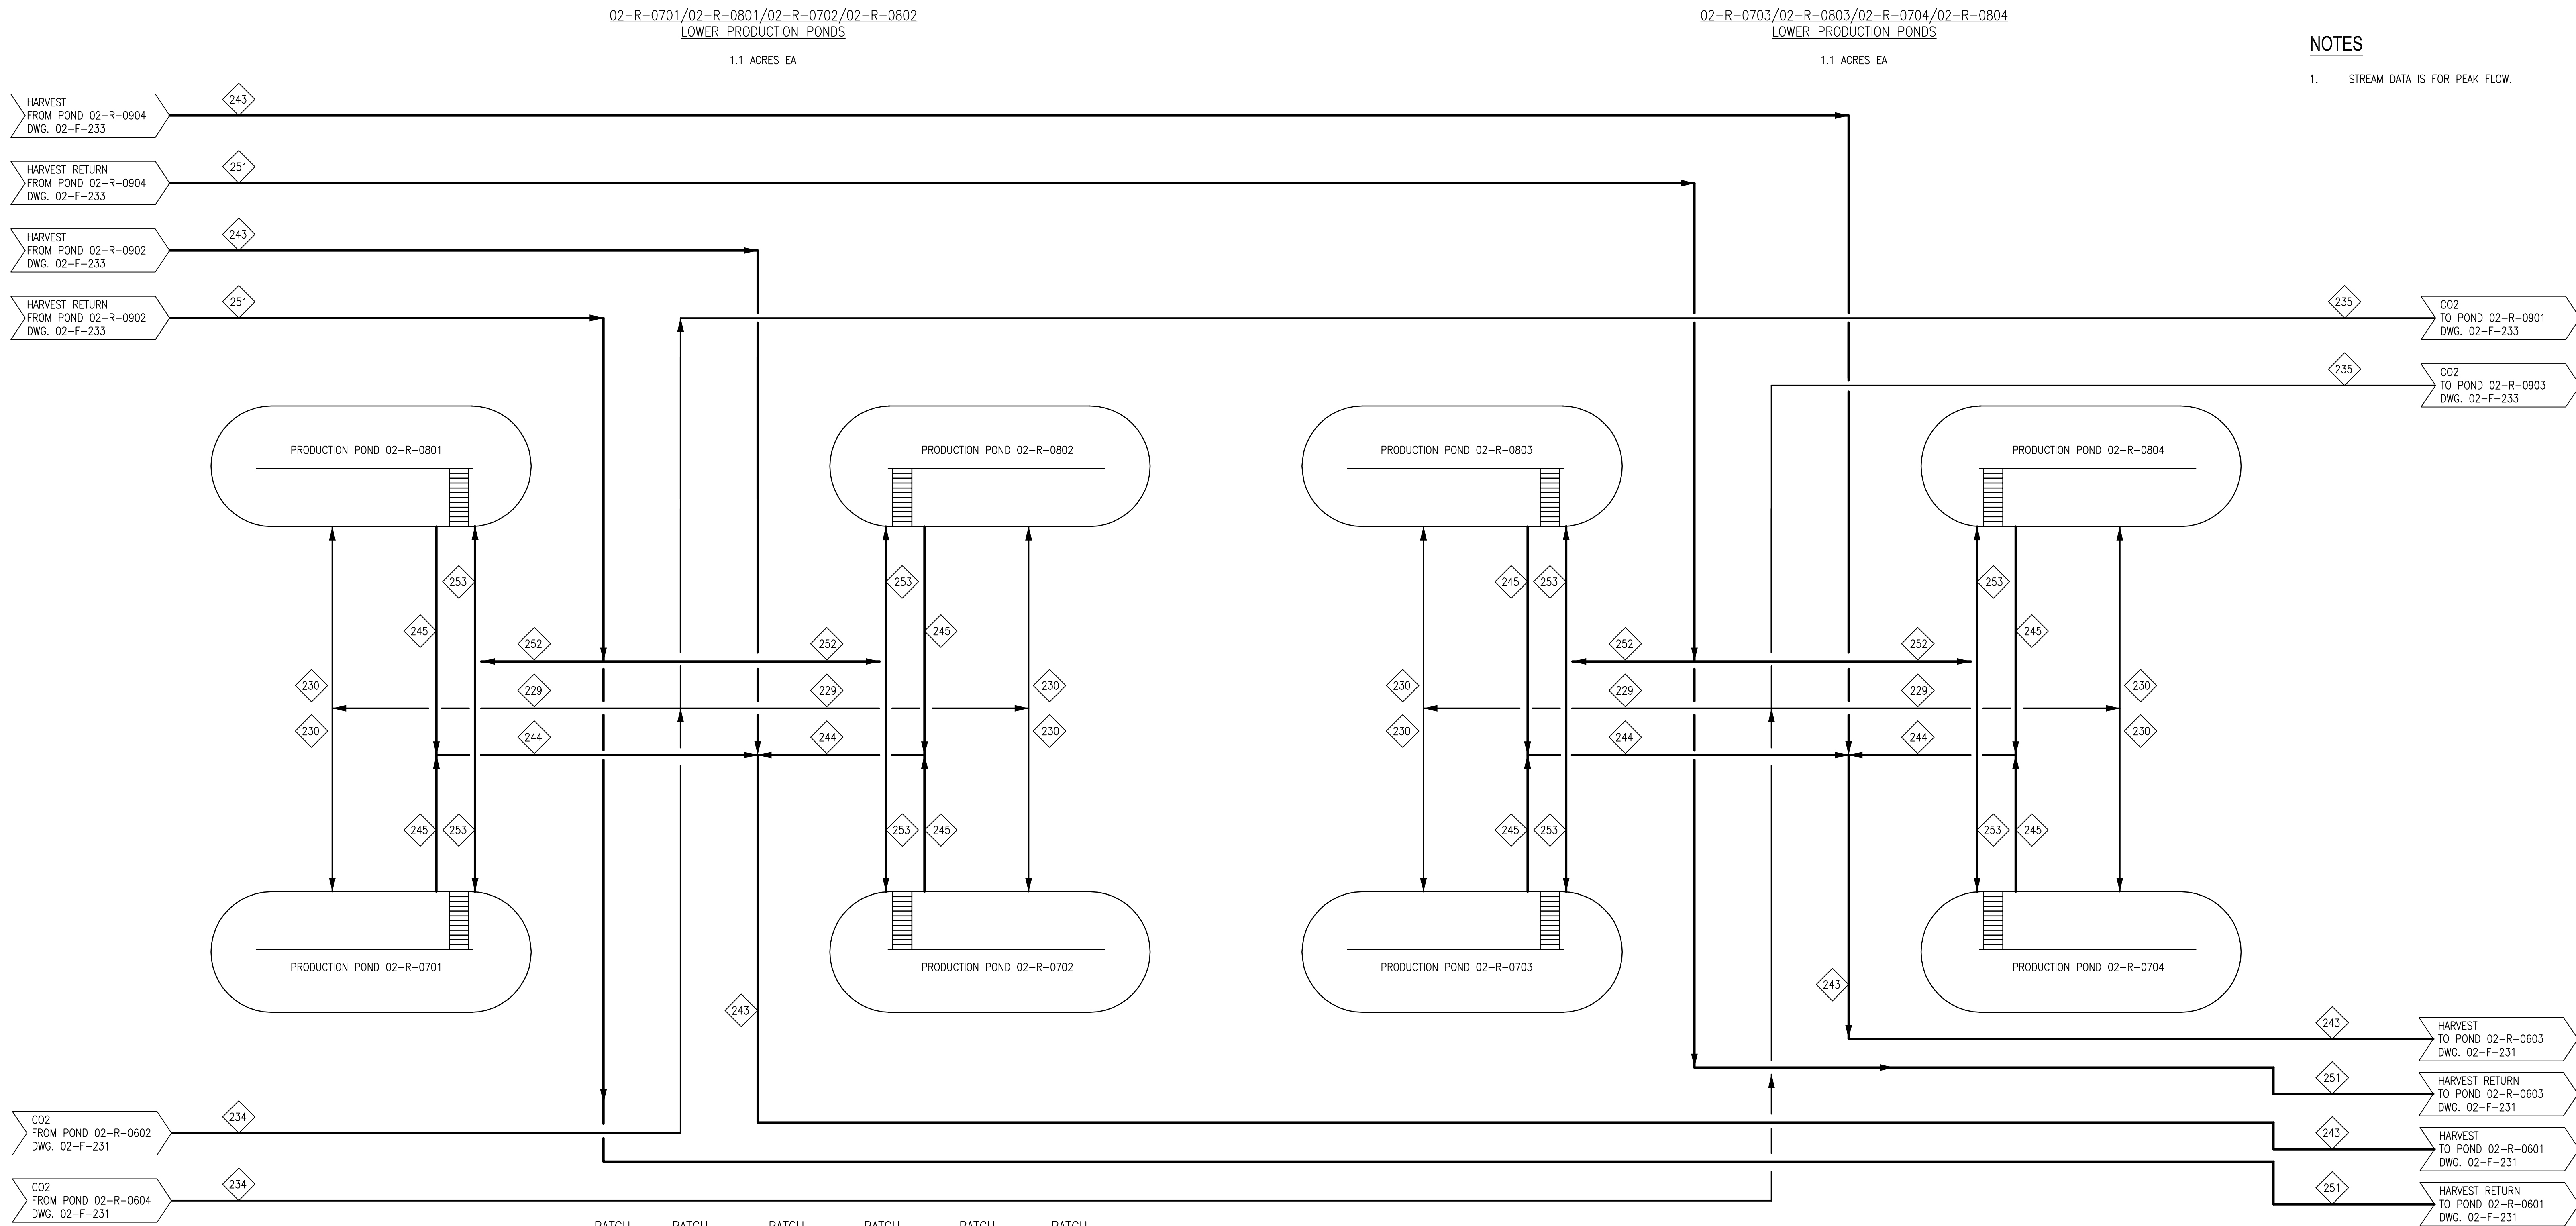 02-R-0701/02-R-0801/02-R-0702/02-R-0802
LOWER PRODUCTION PONDS
1.1 ACRES EA
02-R-0703/02-R-0803/02-R-0704/02-R-0804
LOWER PRODUCTION PONDS
1.1 ACRES EA
NOTES
1. STREAM DATA IS FOR PEAK FLOW.
HARVEST
FROM POND 02-R-0904
DWG. 02-F-233
243
HARVEST RETURN
FROM POND 02-R-0904
DWG. 02-F-233
251
HARVEST
FROM POND 02-R-0902
DWG. 02-F-233
243
HARVEST RETURN
FROM POND 02-R-0902
DWG. 02-F-233
251
235
CO2
TO POND 02-R-0901
DWG. 02-F-233
235
CO2
TO POND 02-R-0903
DWG. 02-F-233
PRODUCTION POND 02-R-0801
PRODUCTION POND 02-R-0802
PRODUCTION POND 02-R-0803
PRODUCTION POND 02-R-0804
253
253
245
253
253
245
252
252
245
252
252
245
230
229
229
230
230
229
229
230
230
244
244
230
230
244
244
230
245
253
253
245
245
253
253
245
PRODUCTION POND 02-R-0701
PRODUCTION POND 02-R-0702
PRODUCTION POND 02-R-0703
PRODUCTION POND 02-R-0704
243
243
243
HARVEST
TO POND 02-R-0603
DWG. 02-F-231
251
HARVEST RETURN
TO POND 02-R-0603
DWG. 02-F-231
CO2
FROM POND 02-R-0602
DWG. 02-F-231
234
243
HARVEST
TO POND 02-R-0601
DWG. 02-F-231
CO2
FROM POND 02-R-0604
DWG. 02-F-231
234
251
HARVEST RETURN
TO POND 02-R-0601
DWG. 02-F-231